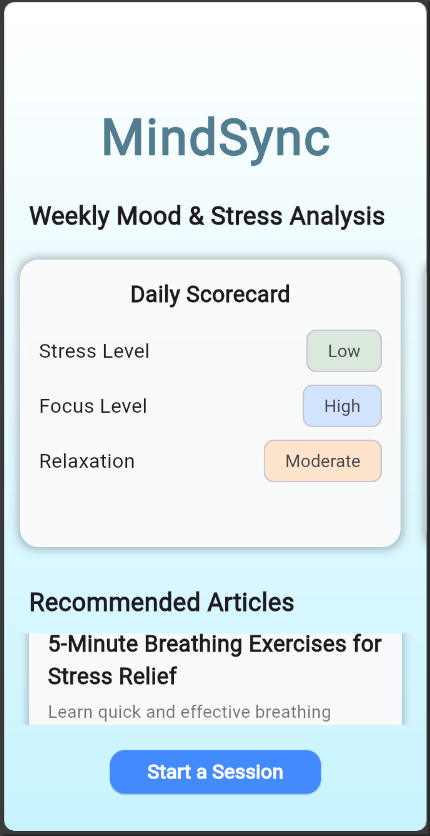 MindSync
Weekly Mood & Stress Analysis
Daily Scorecard
Stress Level Low
Focus Level High
Relaxation Moderate
Recommended Articles
5-Minute Breathing Exercises for
Stress Relief
Learn quick and effective breathing
Start a Session